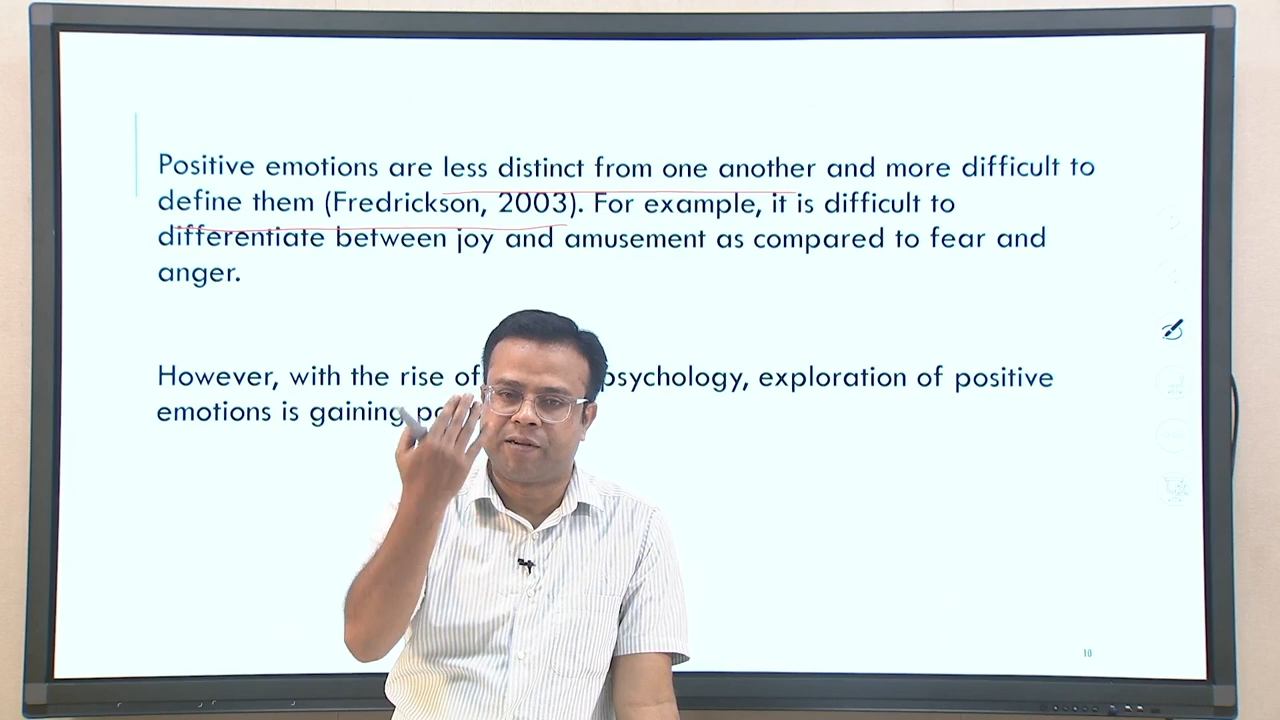 Positive emotions are less distinct from one another and more difficult to
define them (Fredrickson, 2003). For example, it is difficult to
differentiate between joy and amusement as compared to fear and
anger.
However, with the rise of psychology, exploration of positive
emotions is gaining
10